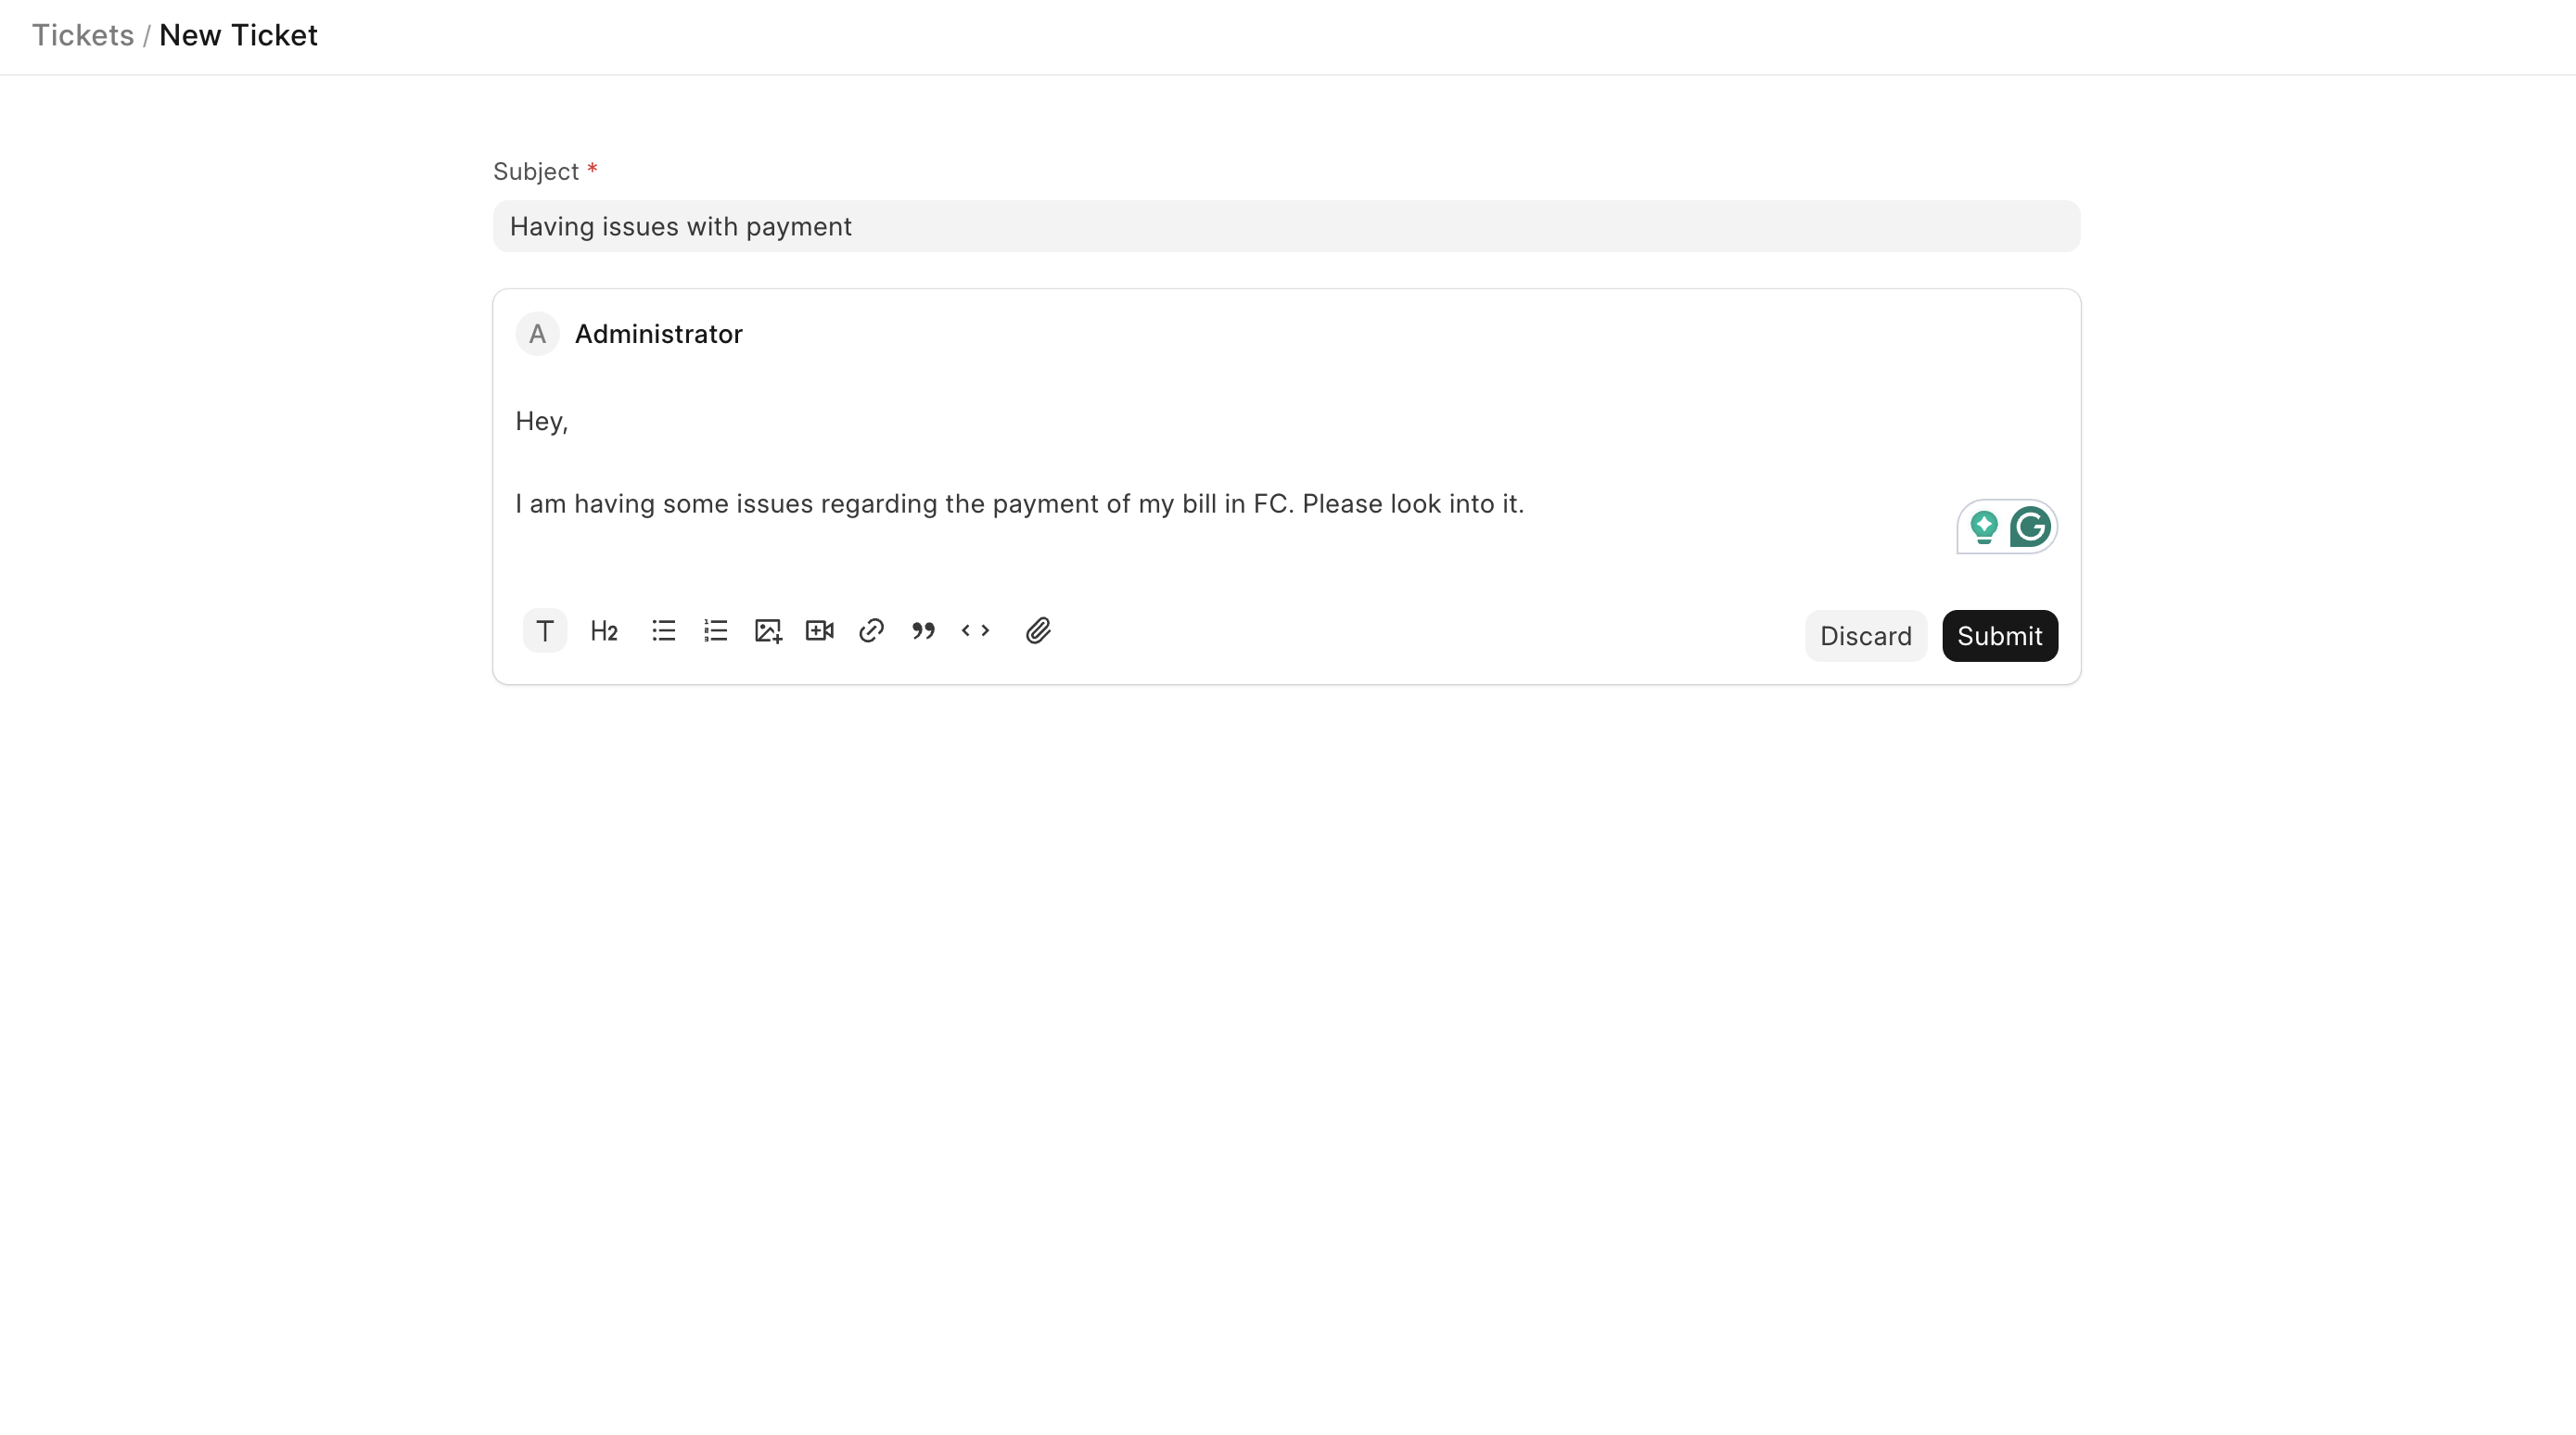 Tickets / New Ticket
Subject *
Having issues with payment
A Administrator
Hey,
I am having some issues regarding the payment of my bill in FC. Please look into it.
T H2
Discard Submit